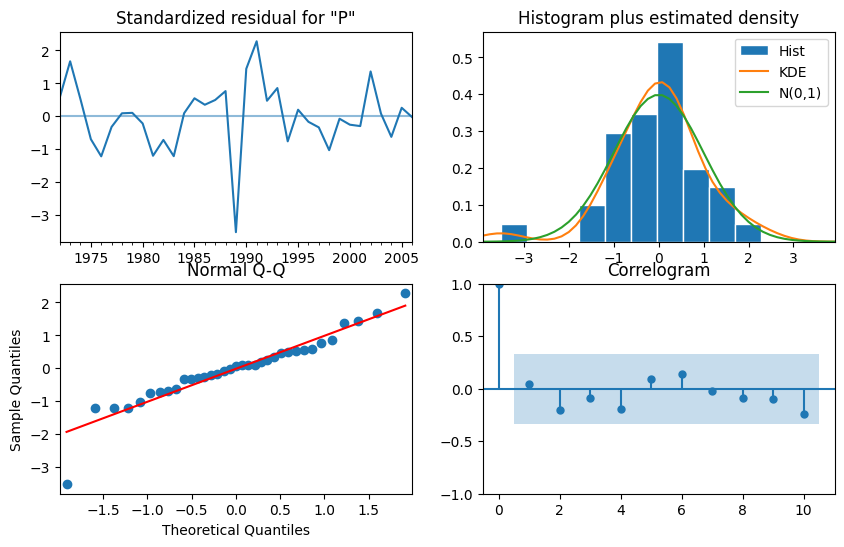 Standardized residual for "P"
2
1
0
−1
−2
−3
1975 1980 1985 1990 1995 2000 2005
Histogram plus estimated density
0.5
0.4
0.3
0.2
0.1
0.0
−3 −2 −1 0 1 2 3
Hist
KDE
N(0,1)
Normal Q-Q
Sample Quantiles
2
1
0
−1
−2
−3
−1.5 −1.0 −0.5 0.0 0.5 1.0 1.5
Theoretical Quantiles
Correlogram
1.0
0.5
0.0
−0.5
−1.0
0 2 4 6 8 10